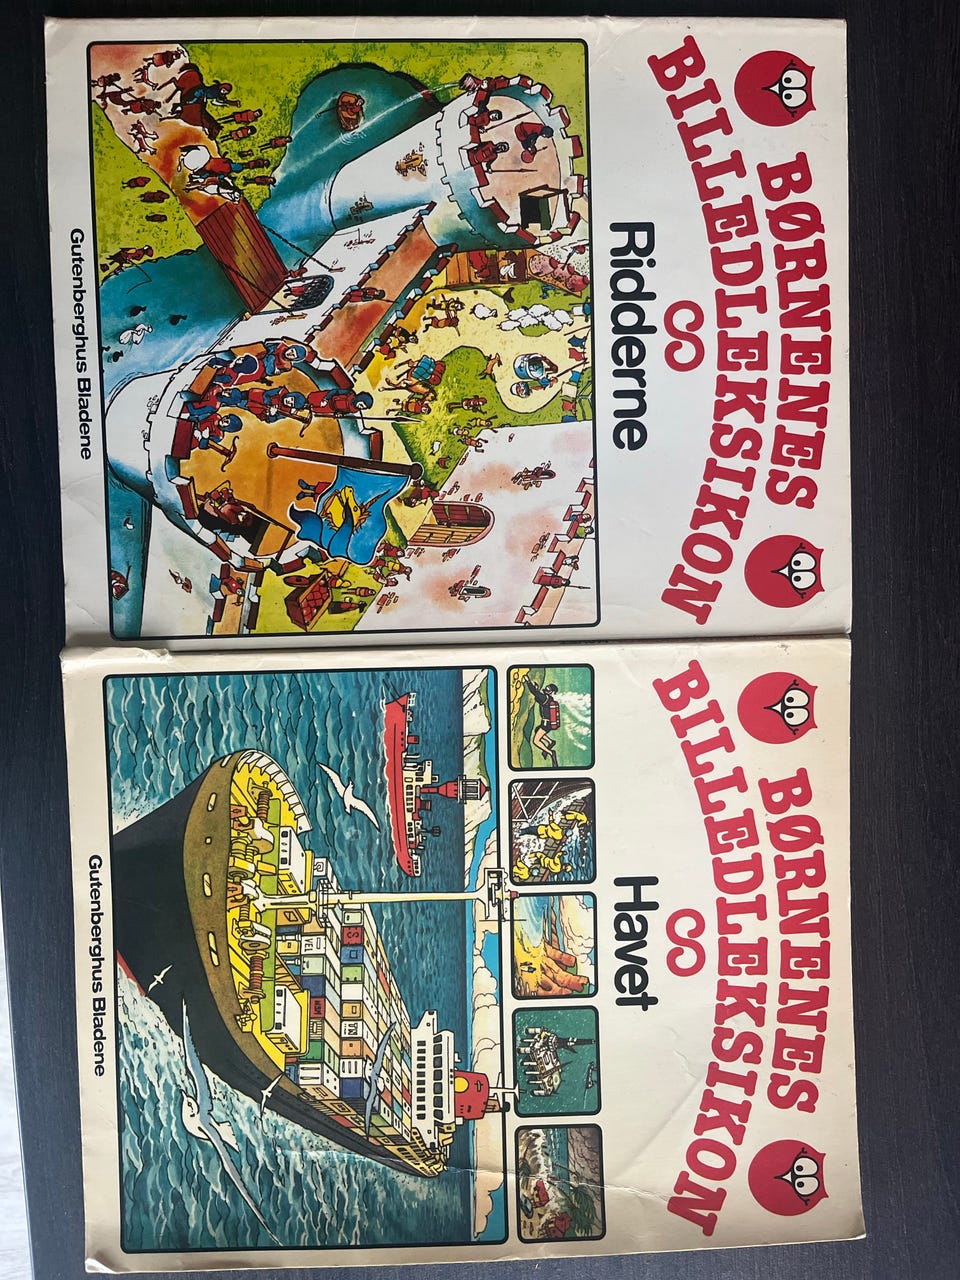 BØRNENES
BILLEDLEKSIKON
Ridderne
Gutenberghus Bladene
BØRNENES
BILLEDLEKSIKON
Havet
Gutenberghus Bladene